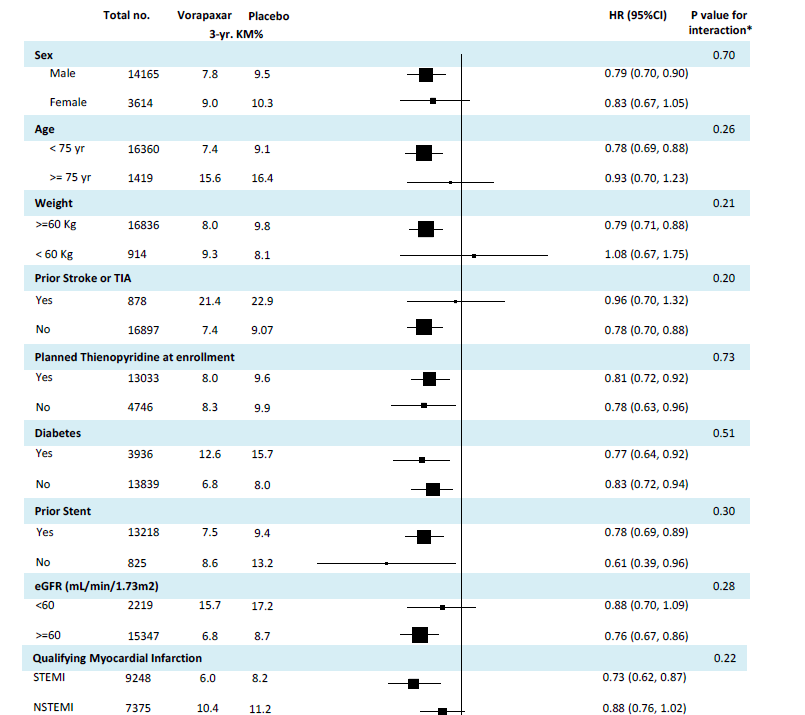 Total no. Vorapaxar Placebo HR (95%CI) P value for
3-yr. KM% interaction*
Sex 0.70
Male 14165 7.8 9.5 0.79 (0.70, 0.90)
Female 3614 9.0 10.3 0.83 (0.67, 1.05)
Age 0.26
< 75 yr 16360 7.4 9.1 0.78 (0.69, 0.88)
>= 75 yr 1419 15.6 16.4 0.93 (0.70, 1.23)
Weight 0.21
>=60 Kg 16836 8.0 9.8 0.79 (0.71, 0.88)
< 60 Kg 914 9.3 8.1 1.08 (0.67, 1.75)
Prior Stroke or TIA 0.20
Yes 878 21.4 22.9 0.96 (0.70, 1.32)
No 16897 7.4 9.07 0.78 (0.70, 0.88)
Planned Thienopyridine at enrollment 0.73
Yes 13033 8.0 9.6 0.81 (0.72, 0.92)
No 4746 8.3 9.9 0.78 (0.63, 0.96)
Diabetes 0.51
Yes 3936 12.6 15.7 0.77 (0.64, 0.92)
No 13839 6.8 8.0 0.83 (0.72, 0.94)
Prior Stent 0.30
Yes 13218 7.5 9.4 0.78 (0.69, 0.89)
No 825 8.6 13.2 0.61 (0.39, 0.96)
eGFR (mL/min/1.73m2) 0.28
<60 2219 15.7 17.2 0.88 (0.70, 1.09)
>=60 15347 6.8 8.7 0.76 (0.67, 0.86)
Qualifying Myocardial Infarction 0.22
STEMI 9248 6.0 8.2 0.73 (0.62, 0.87)
NSTEMI 7375 10.4 11.2 0.88 (0.76, 1.02)